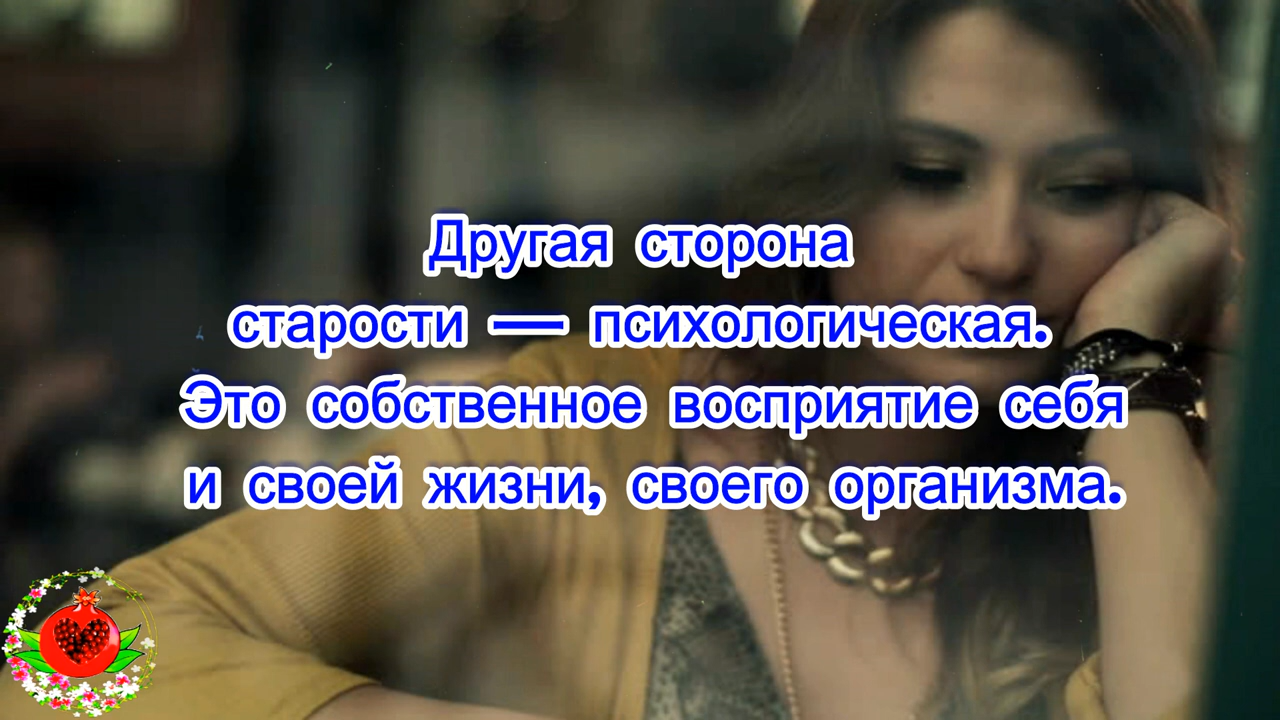 Другая сторона
старости — психологическая.
Это собственное восприятие себя
и своей жизни, своего организма.